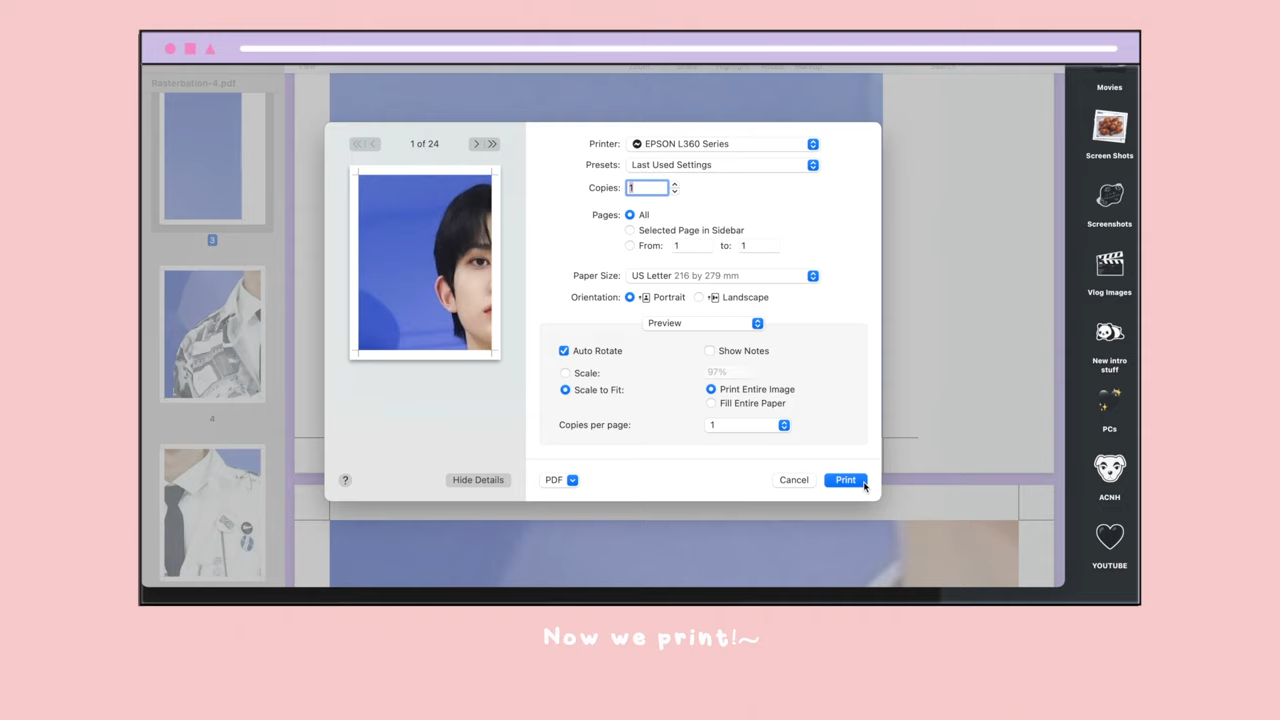 Rasterbation-4.pdf
3
4
1 of 24
Printer: EPSON L360 Series
Presets: Last Used Settings
Copies: 1
Pages: All
Selected Page in Sidebar
From: 1 to: 1
Paper Size: US Letter 216 by 279 mm
Orientation: Portrait Landscape
Preview
Auto Rotate Show Notes
Scale: 97%
Scale to Fit: Print Entire Image
Fill Entire Paper
Copies per page: 1
? Hide Details PDF Cancel Print
Movies
Screen Shots
Screenshots
Vlog Images
New intro
stuff
PCs
ACNH
YOUTUBE
Now we print!~